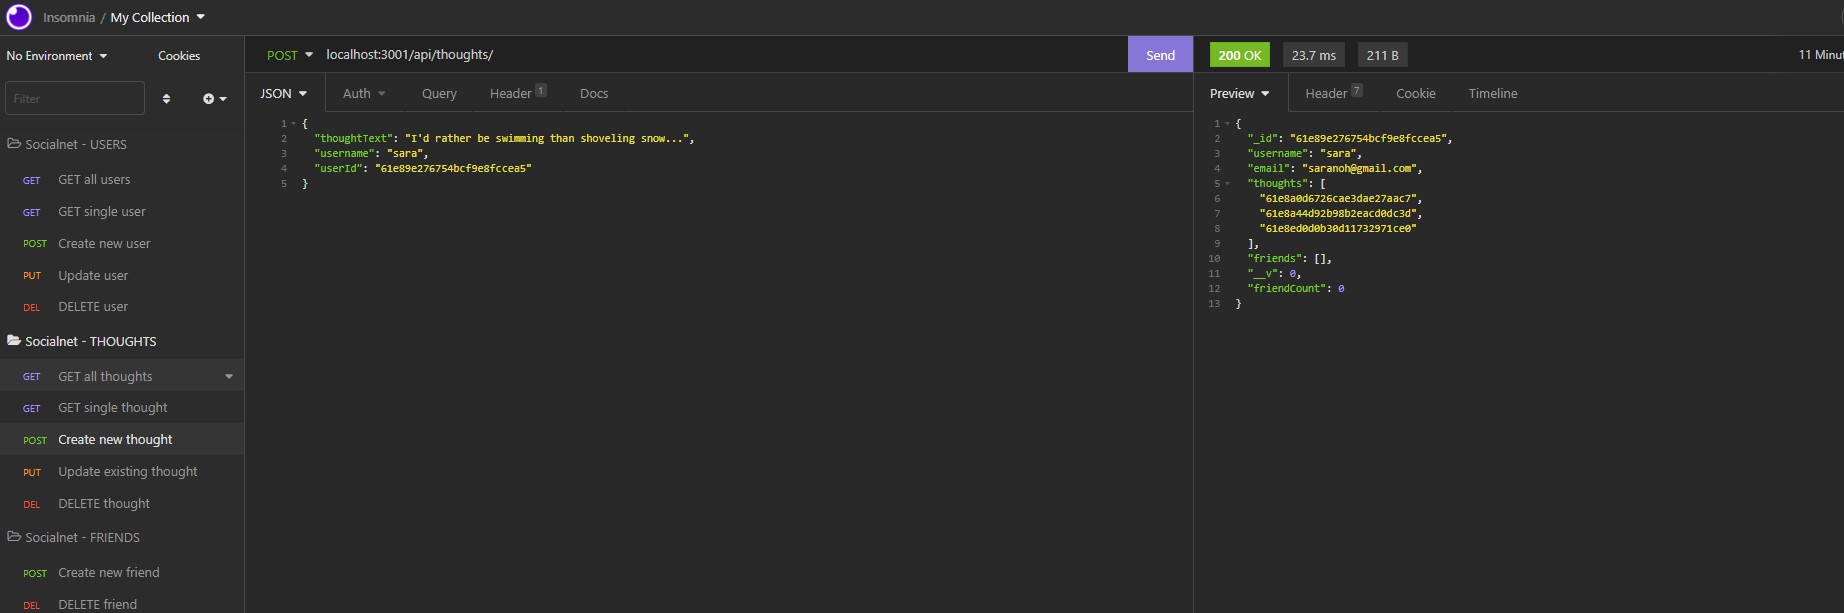 Insomnia / My Collection
No Environment
Cookies
Filter
Socialnet - USERS
GET GET all users
GET GET single user
POST Create new user
PUT Update user
DEL DELETE user
Socialnet - THOUGHTS
GET GET all thoughts
GET GET single thought
POST Create new thought
PUT Update existing thought
DEL DELETE thought
Socialnet - FRIENDS
POST Create new friend
DEL DELETE friend
POST localhost:3001/api/thoughts/ Send
JSON Auth Query Header 1 Docs
1 {
2 "thoughtText": "I'd rather be swimming than shoveling snow...",
3 "username": "sara",
4 "userId": "61e89e276754bcf9e8fccea5"
5 }
200 OK 23.7 ms 211 B 11 Minut
Preview Header 7 Cookie Timeline
1 {
2 "_id": "61e89e276754bcf9e8fccea5",
3 "username": "sara",
4 "email": "saranoh@gmail.com",
5 "thoughts": [
6 "61e8a0d6726cae3dae27aac7",
7 "61e8a44d92b98b2eacd0dc3d",
8 "61e8ed0d0b30d11732971ce0"
9 ],
10 "friends": [],
11 "__v": 0,
12 "friendCount": 0
13 }